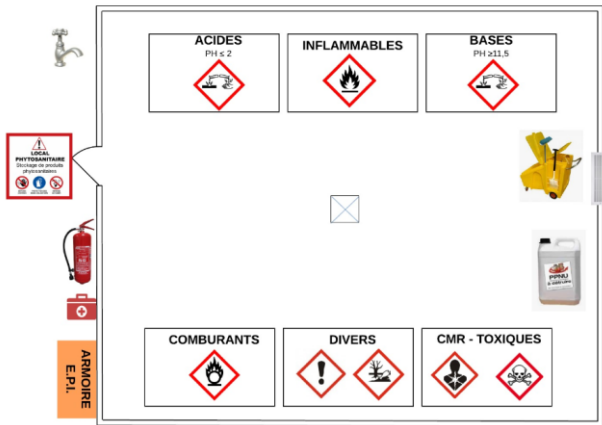 ACIDES
PH ≤ 2
INFLAMMABLES
BASES
PH ≥11,5
LOCAL
PHYTOSANITAIRE
Stockage de produits
phytosanitaires
PPNU
COMBURANTS
DIVERS
CMR - TOXIQUES
ARMOIRE
E.P.I.